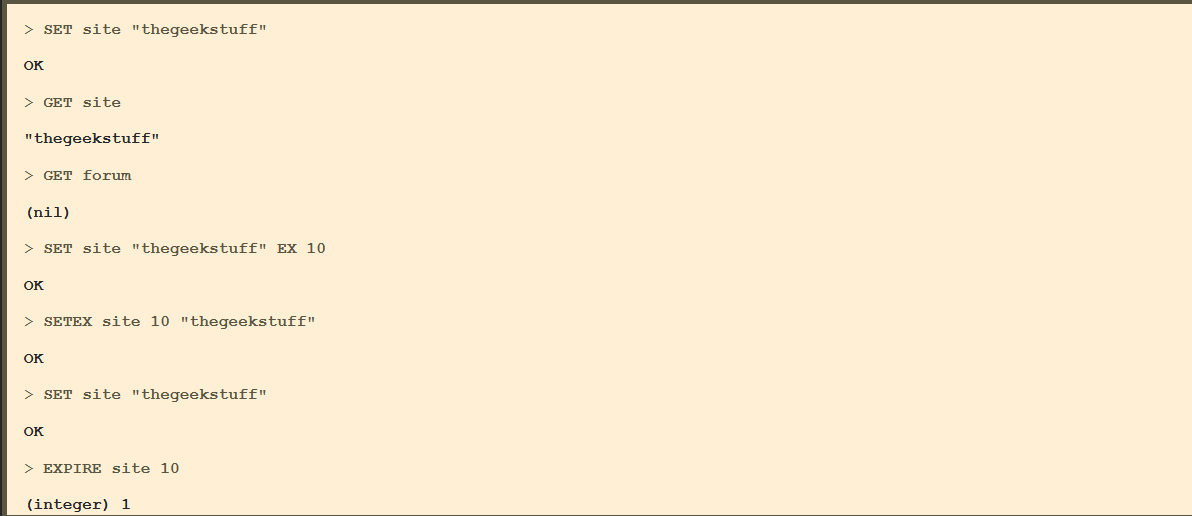 > SET site "thegeekstuff"
OK
> GET site
"thegeekstuff"
> GET forum
(nil)
> SET site "thegeekstuff" EX 10
OK
> SETEX site 10 "thegeekstuff"
OK
> SET site "thegeekstuff"
OK
> EXPIRE site 10
(integer) 1